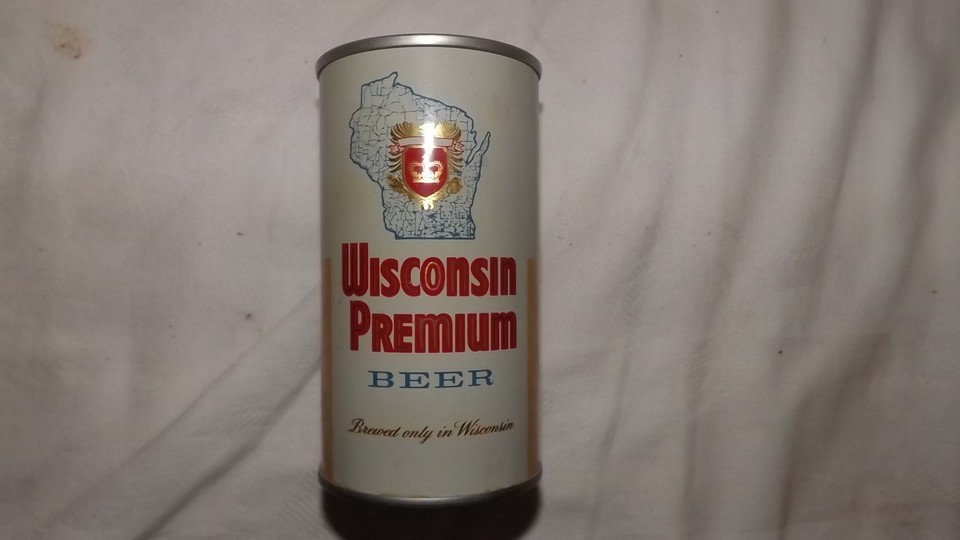 Wisconsin
Premium
BEER
Brewed only in Wisconsin